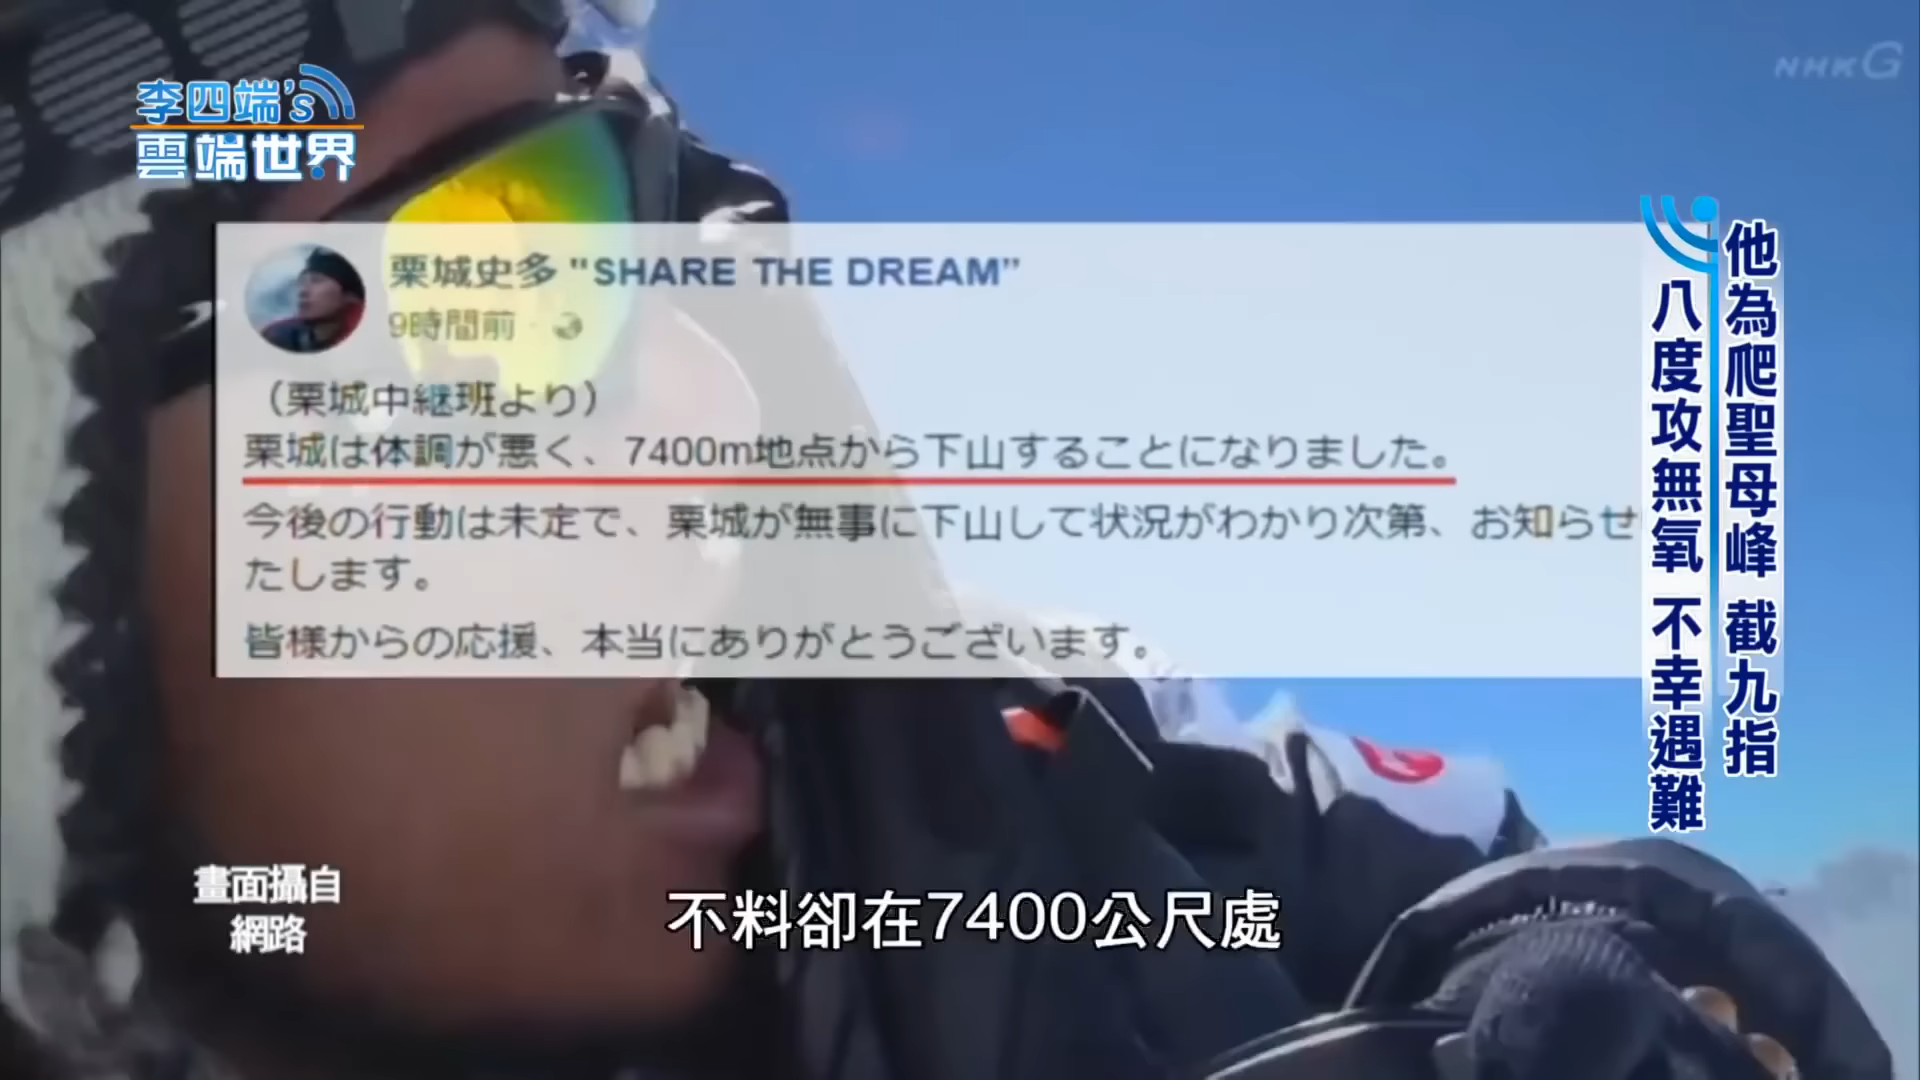 李四端's
雲端世界
NHK G
栗城史多 "SHARE THE DREAM"
9時間前
（栗城中継班より）
栗城は体調が悪く、7400m地点から下山することになりました。
今後の行動は未定で、栗城が無事に下山して状況がわかり次第、お知らせ
たします。
皆様からの応援、本当にありがとうございます。
他為爬聖母峰 截九指
八度攻無氧 不幸遇難
畫面攝自
網路
不料卻在7400公尺處